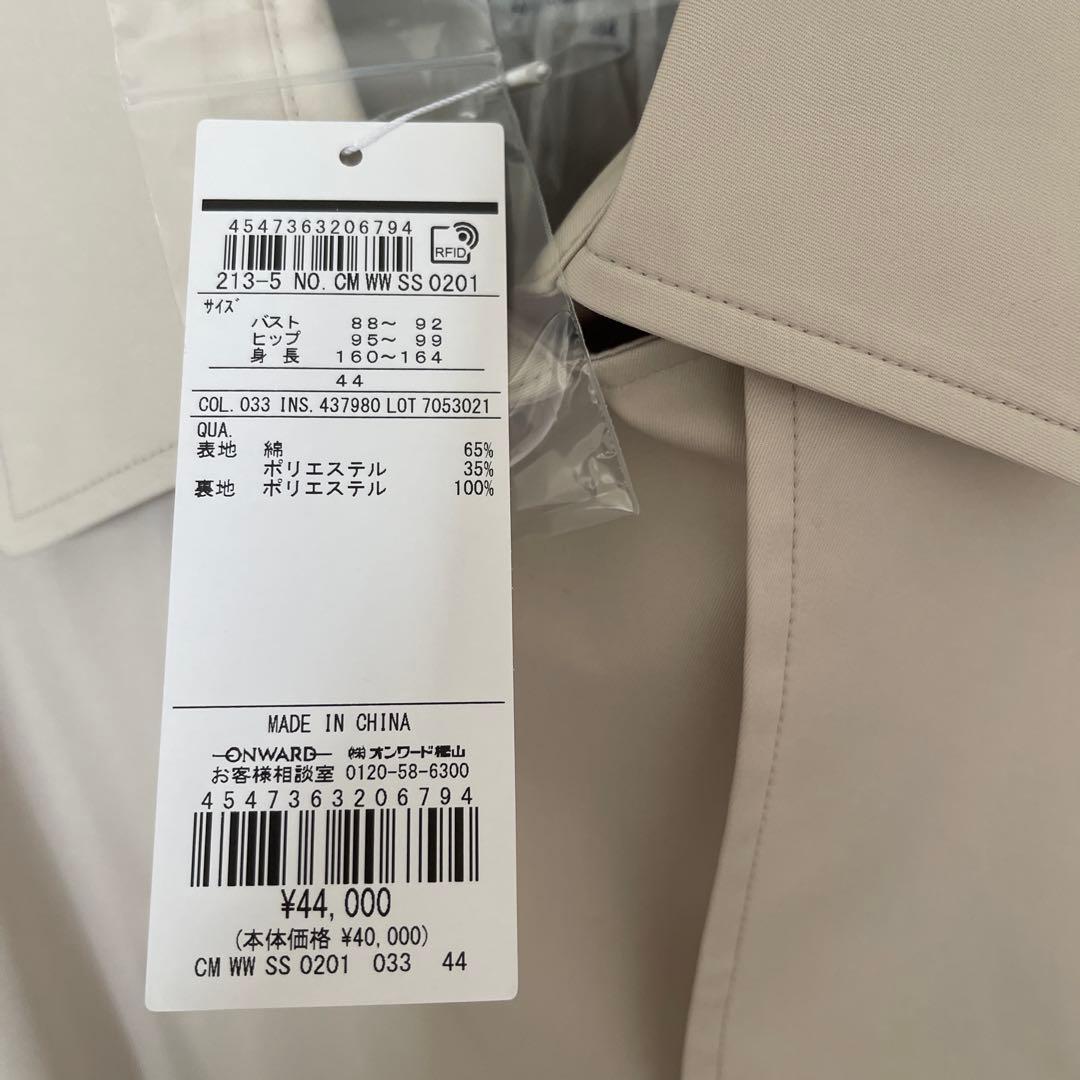 4547363206794
RFID
213-5 NO. CM WW SS 0201
サイズ
バスト 88～ 92
ヒップ 95～ 99
身 長 160～164
44
COL. 033 INS. 437980 LOT 7053021
QUA.
表地 綿 65%
ポリエステル 35%
裏地 ポリエステル 100%
MADE IN CHINA
ONWARD ㈱オンワード樫山
お客様相談室 0120-58-6300
4547363206794
¥44,000
(本体価格 ¥40,000)
CM WW SS 0201 033 44